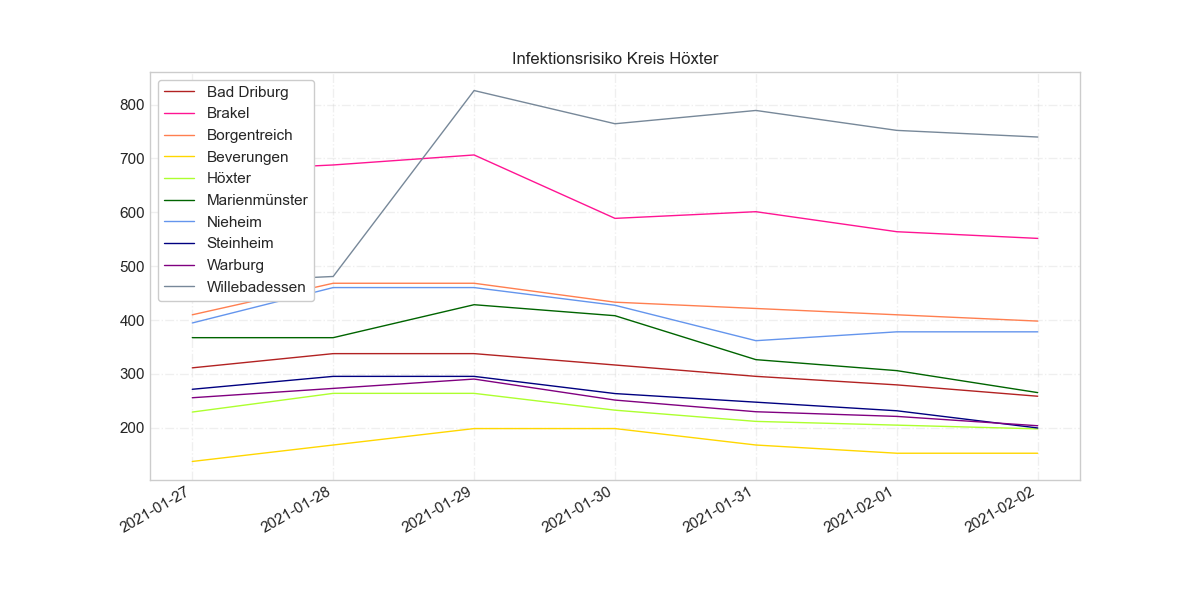 Infektionsrisiko Kreis Höxter
Bad Driburg
Brakel
Borgentreich
Beverungen
Höxter
Marienmünster
Nieheim
Steinheim
Warburg
Willebadessen
800
700
600
500
400
300
200
2021-01-27
2021-01-28
2021-01-29
2021-01-30
2021-01-31
2021-02-01
2021-02-02